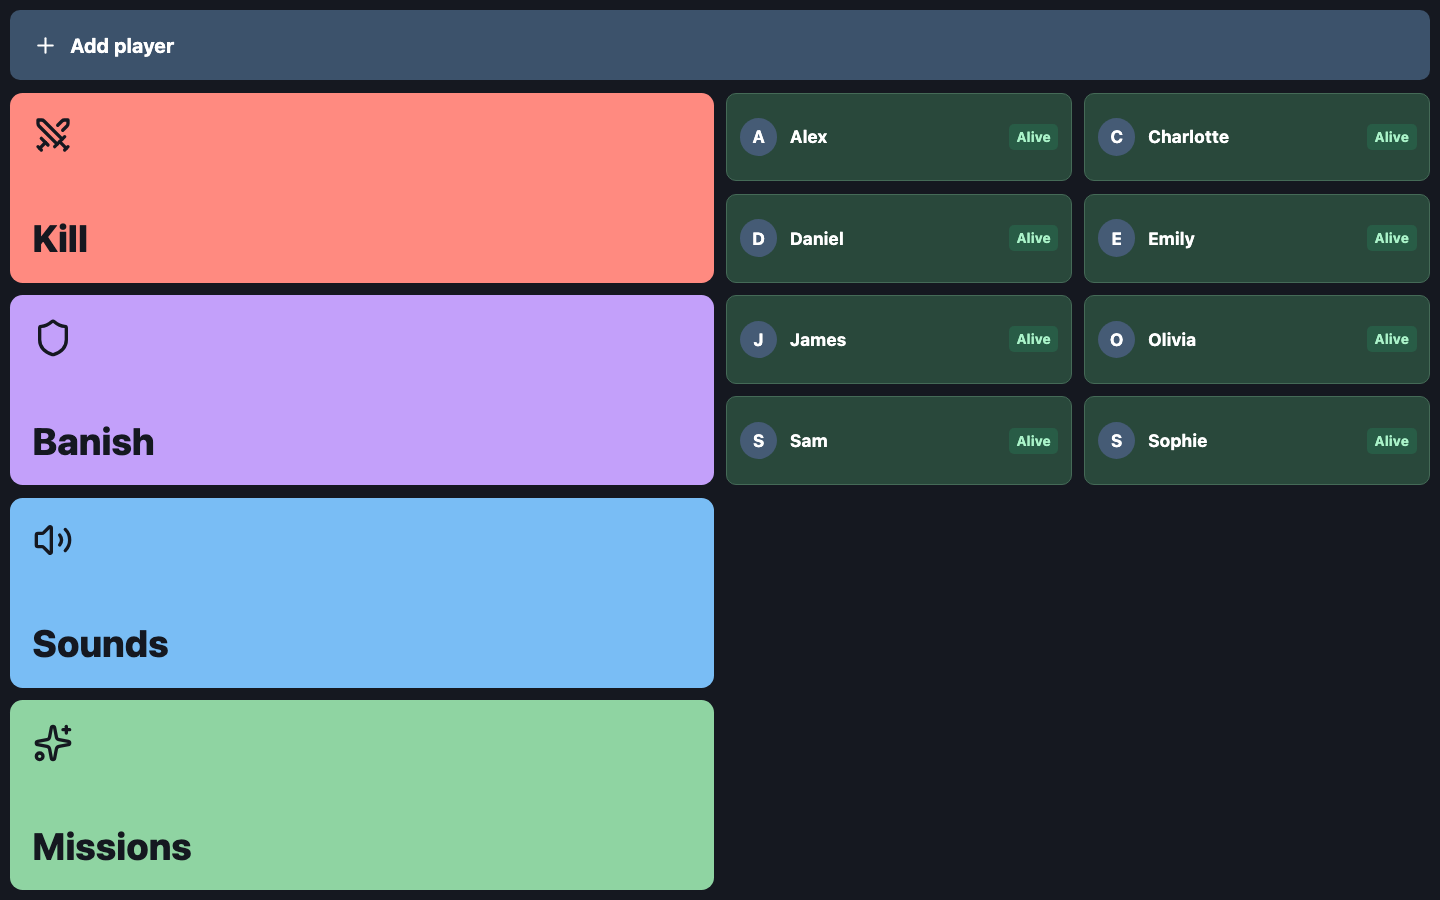 Add player
Kill
Banish
Sounds
Missions
A Alex Alive
C Charlotte Alive
D Daniel Alive
E Emily Alive
J James Alive
O Olivia Alive
S Sam Alive
S Sophie Alive